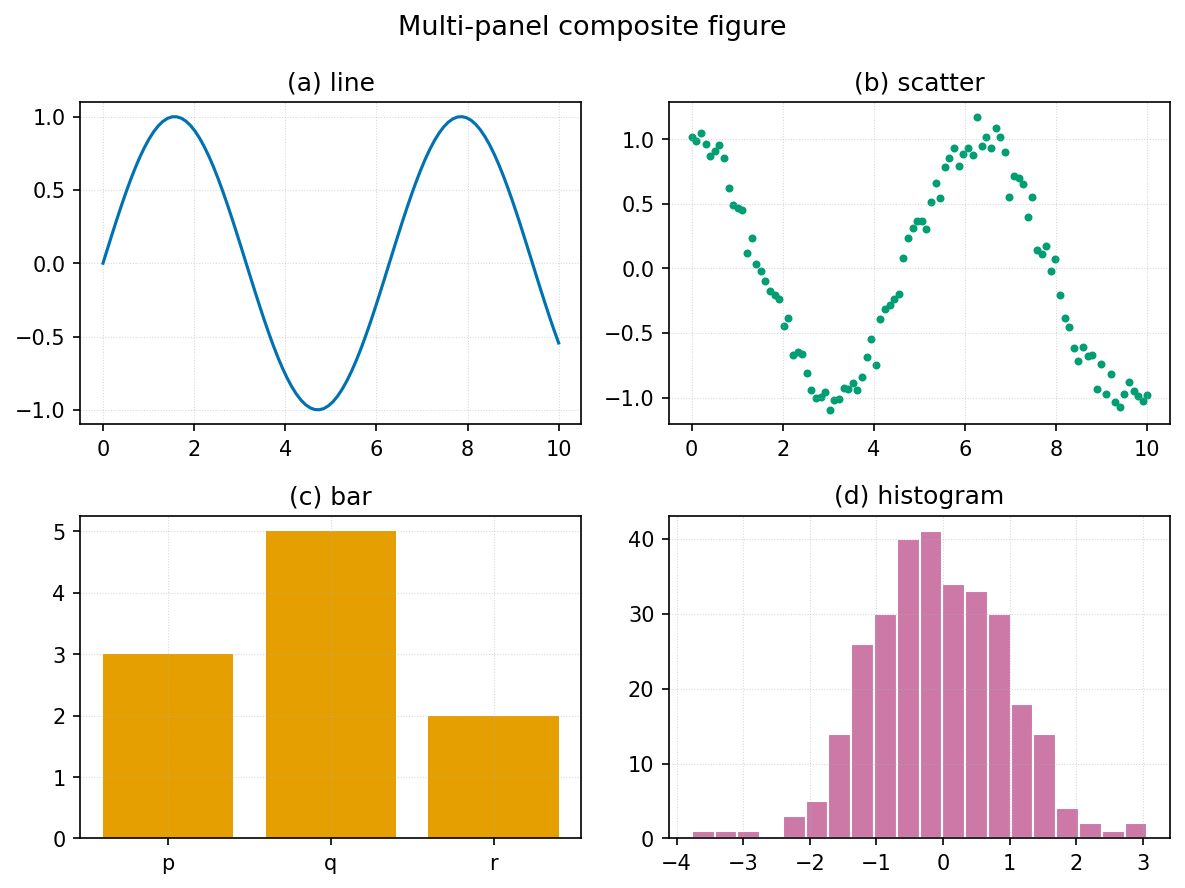 Multi-panel composite figure
(a) line
1.0
0.5
0.0
−0.5
−1.0
0 2 4 6 8 10
(b) scatter
1.0
0.5
0.0
−0.5
−1.0
0 2 4 6 8 10
(c) bar
5
4
3
2
1
0
p q r
(d) histogram
40
30
20
10
0
−4 −3 −2 −1 0 1 2 3